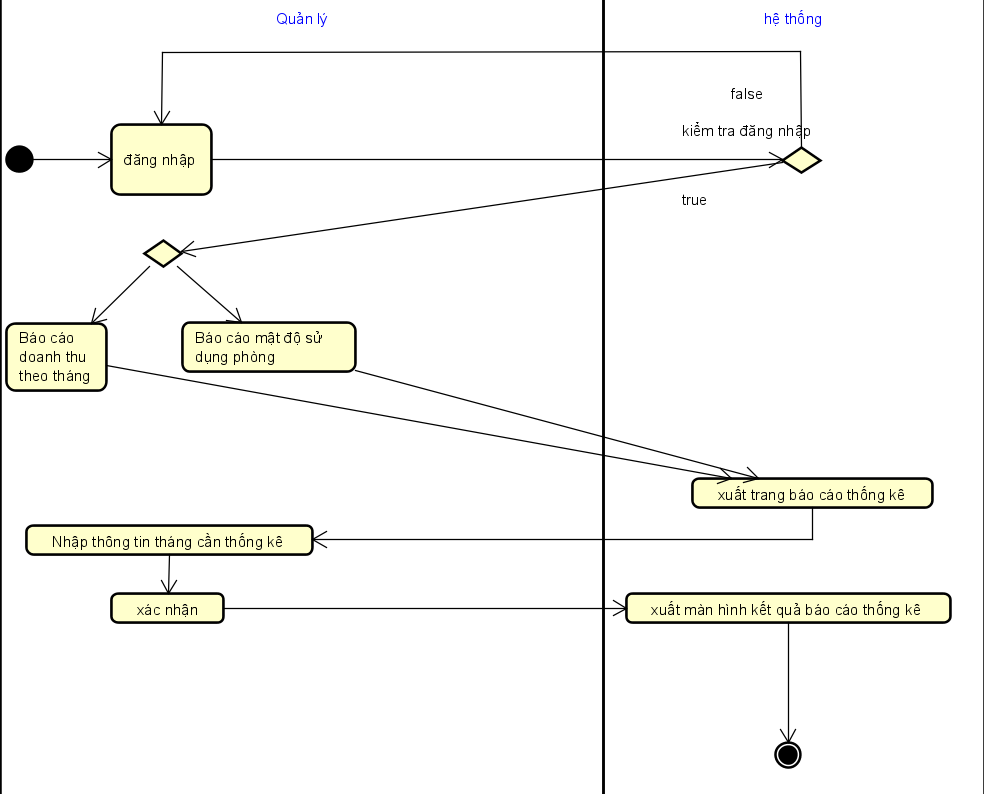 Quản lý
hệ thống
false
kiểm tra đăng nhập
đăng nhập
true
Báo cáo
doanh thu
theo tháng
Báo cáo mật độ sử
dụng phòng
xuất trang báo cáo thống kê
Nhập thông tin tháng cần thống kê
xác nhận
xuất màn hình kết quả báo cáo thống kê